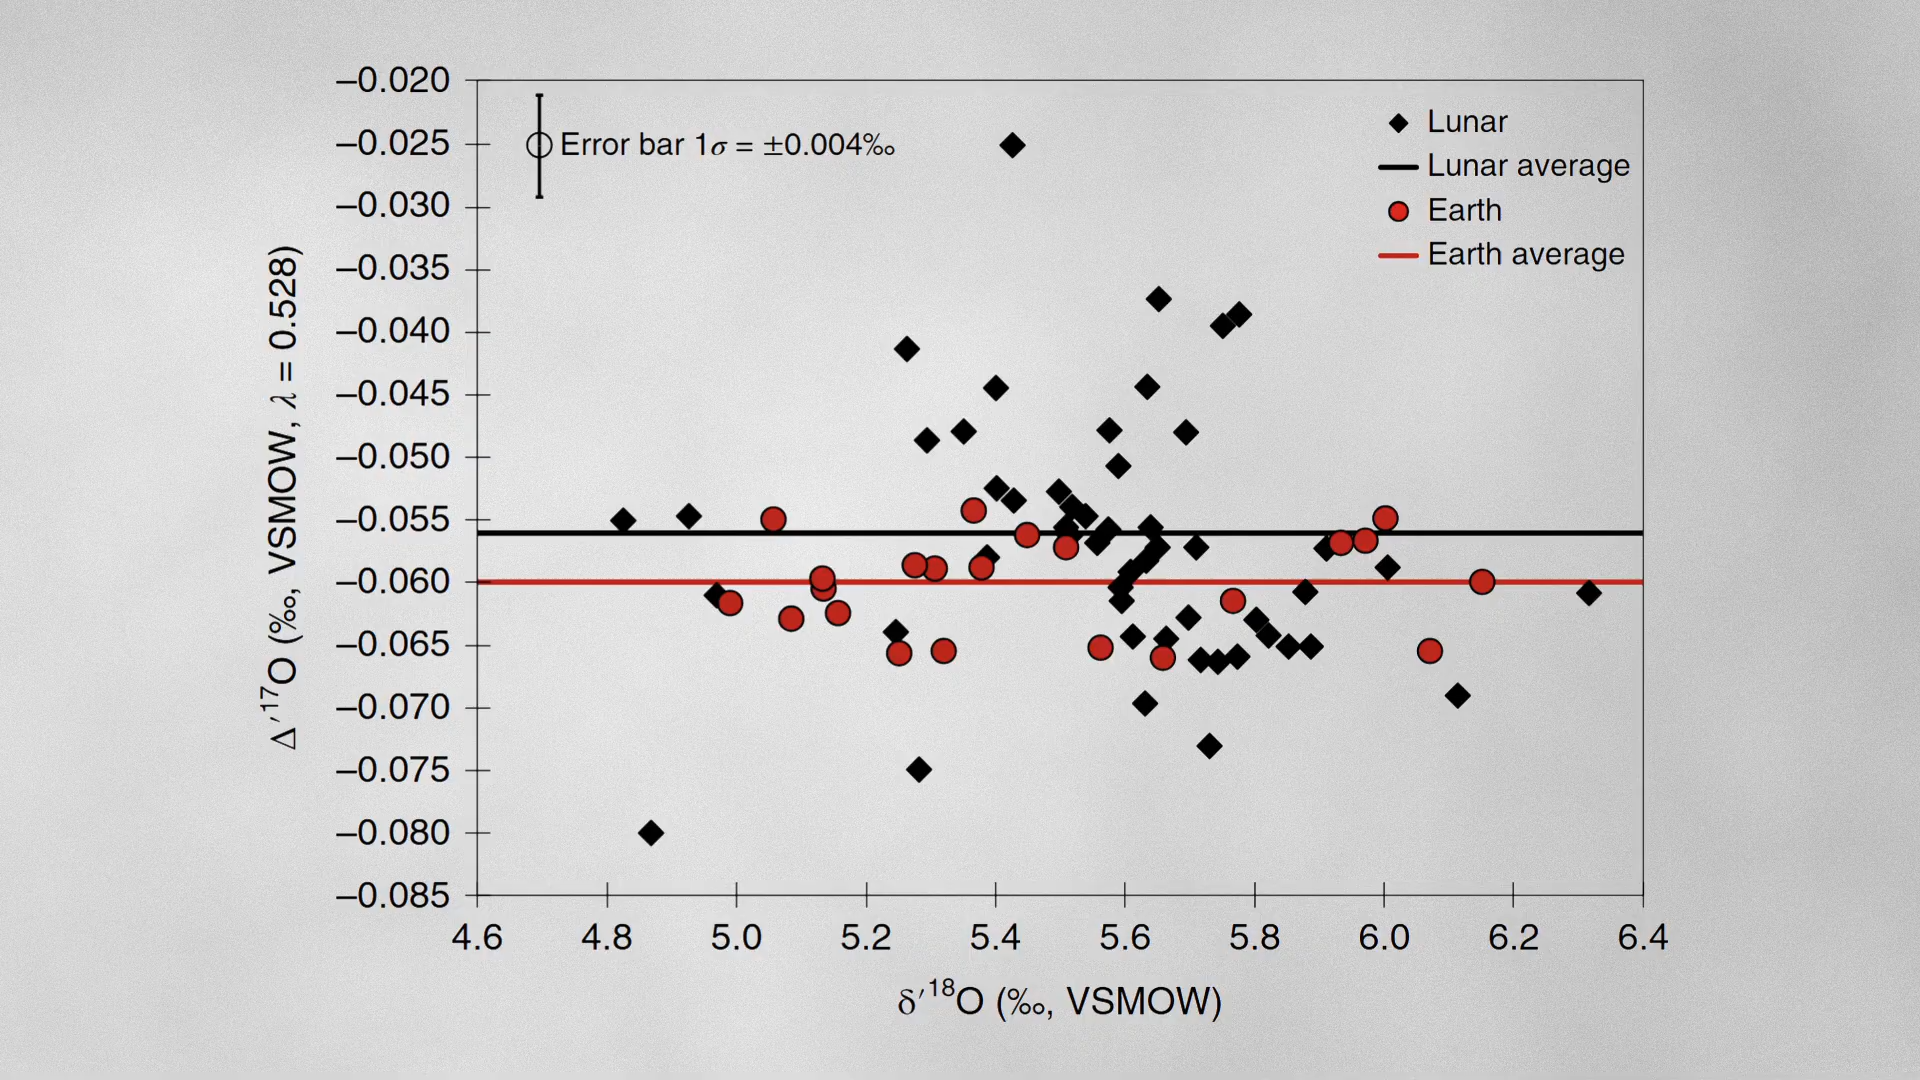 –0.020
–0.025
–0.030
–0.035
–0.040
–0.045
–0.050
–0.055
–0.060
–0.065
–0.070
–0.075
–0.080
–0.085
Δ′¹⁷O (‰, VSMOW, λ = 0.528)
Error bar 1σ = ±0.004‰
Lunar
Lunar average
Earth
Earth average
4.6 4.8 5.0 5.2 5.4 5.6 5.8 6.0 6.2 6.4
δ′¹⁸O (‰, VSMOW)